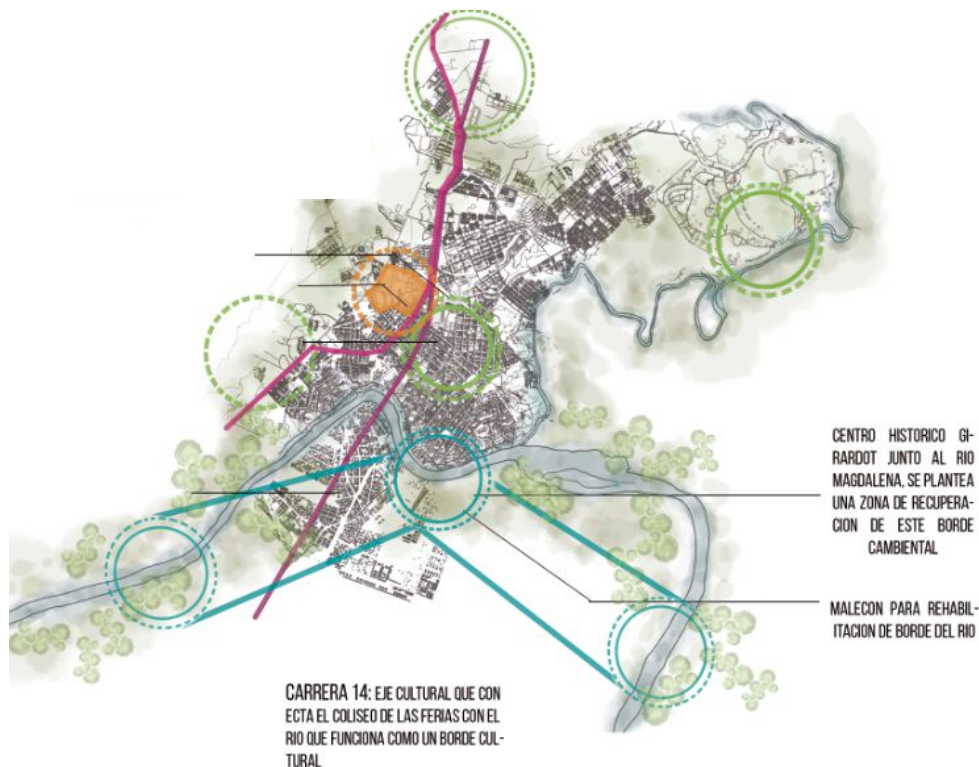 CENTRO HISTORICO GI-
RARDOT JUNTO AL RIO
MAGDALENA, SE PLANTEA
UNA ZONA DE RECUPERA-
CION DE ESTE BORDE
CAMBIENTAL
MALECON PARA REHABIL-
ITACION DE BORDE DEL RIO
CARRERA 14: EJE CULTURAL QUE CON
ECTA EL COLISEO DE LAS FERIAS CON EL
RIO QUE FUNCIONA COMO UN BORDE CUL-
TURAL